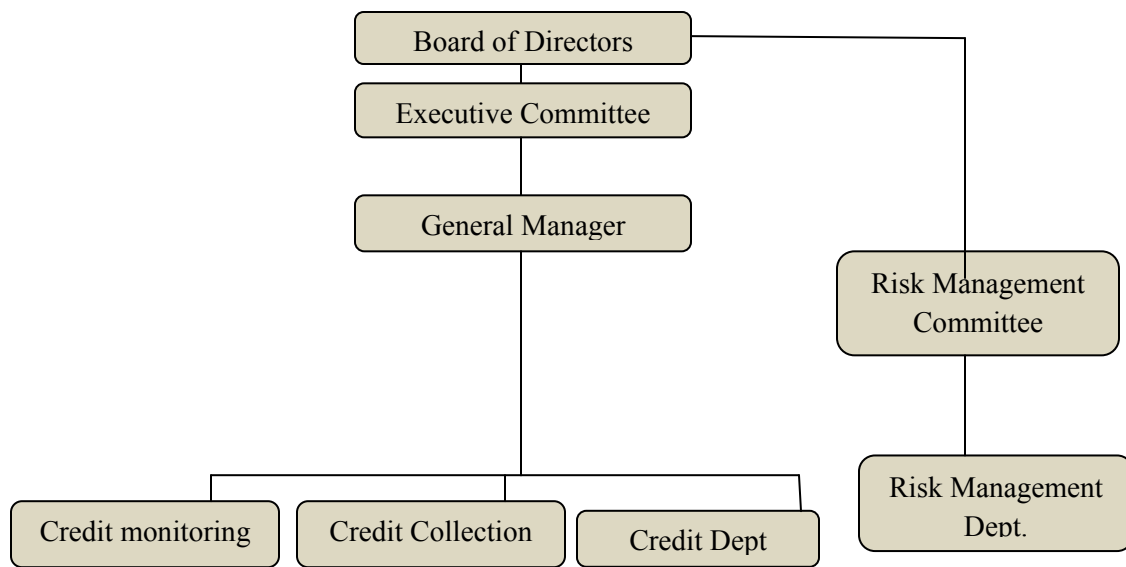 Board of Directors
Executive Committee
General Manager
Risk Management
Committee
Risk Management
Dept.
Credit monitoring
Credit Collection
Credit Dept